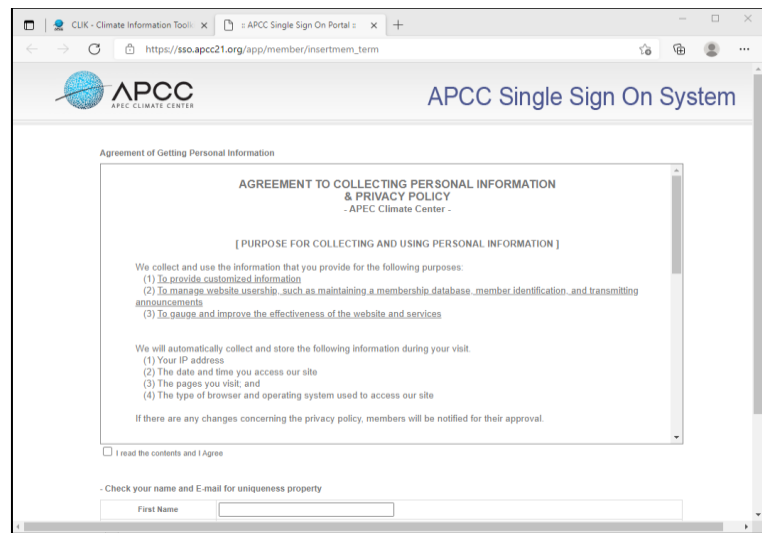 CLIK - Climate Information Toolki
:: APCC Single Sign On Portal ::
https://sso.apcc21.org/app/member/insertmem_term
APCC
APEC CLIMATE CENTER
APCC Single Sign On System
Agreement of Getting Personal Information
AGREEMENT TO COLLECTING PERSONAL INFORMATION
& PRIVACY POLICY
- APEC Climate Center -
[ PURPOSE FOR COLLECTING AND USING PERSONAL INFORMATION ]
We collect and use the information that you provide for the following purposes:
(1) To provide customized information
(2) To manage website usership, such as maintaining a membership database, member identification, and transmitting
announcements
(3) To gauge and improve the effectiveness of the website and services
We will automatically collect and store the following information during your visit.
(1) Your IP address
(2) The date and time you access our site
(3) The pages you visit; and
(4) The type of browser and operating system used to access our site
If there are any changes concerning the privacy policy, members will be notified for their approval.
I read the contents and I Agree
- Check your name and E-mail for uniqueness property
First Name